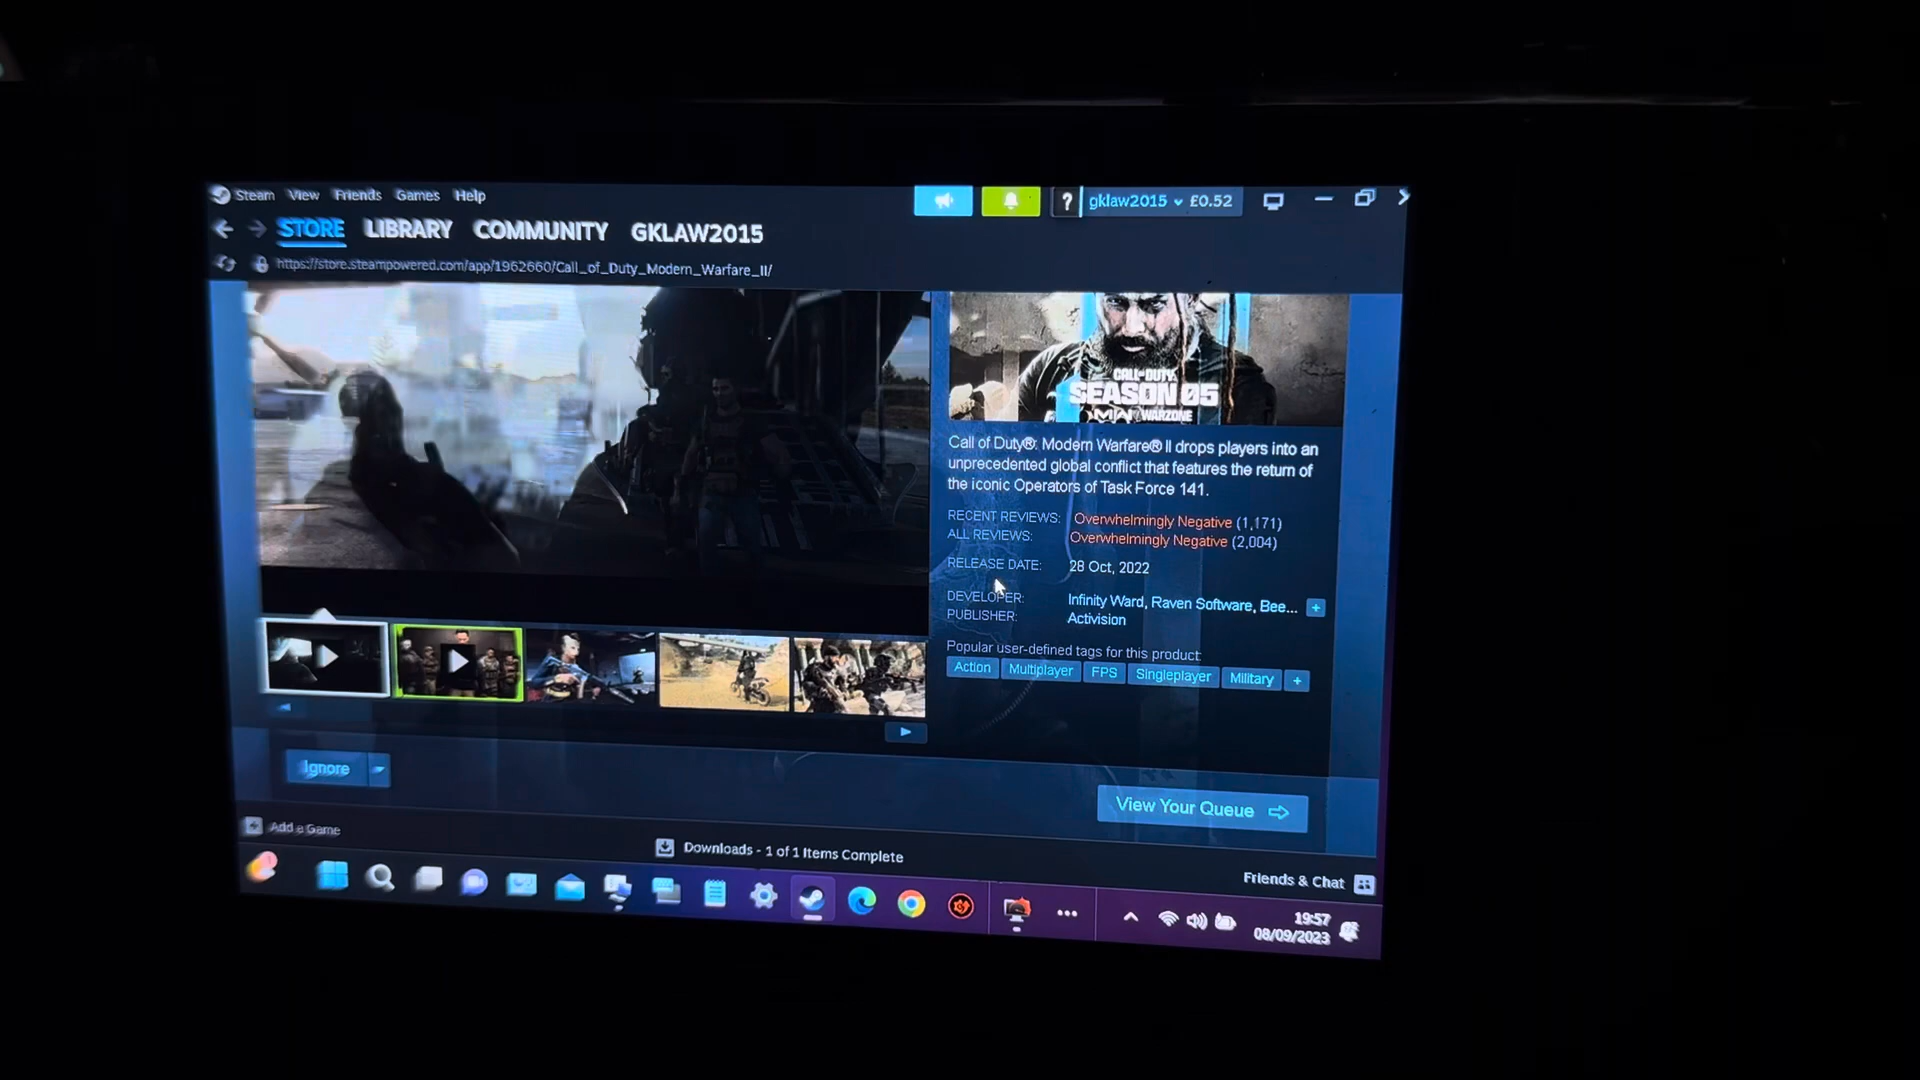 Steam View Friends Games Help
? gklaw2015 £0.52
STORE LIBRARY COMMUNITY GKLAW2015
https://store.steampowered.com/app/1962660/Call_of_Duty_Modern_Warfare_II/
CALL OF DUTY
SEASON 05
WARZONE
Call of Duty®: Modern Warfare® II drops players into an
unprecedented global conflict that features the return of
the iconic Operators of Task Force 141.
RECENT REVIEWS: Overwhelmingly Negative (1,171)
ALL REVIEWS: Overwhelmingly Negative (2,004)
RELEASE DATE: 28 Oct, 2022
DEVELOPER: Infinity Ward, Raven Software, Bee... +
PUBLISHER: Activision
Popular user-defined tags for this product:
Action Multiplayer FPS Singleplayer Military +
Ignore
View Your Queue
Add a Game
Downloads - 1 of 1 Items Complete
Friends & Chat
19:57
08/09/2023